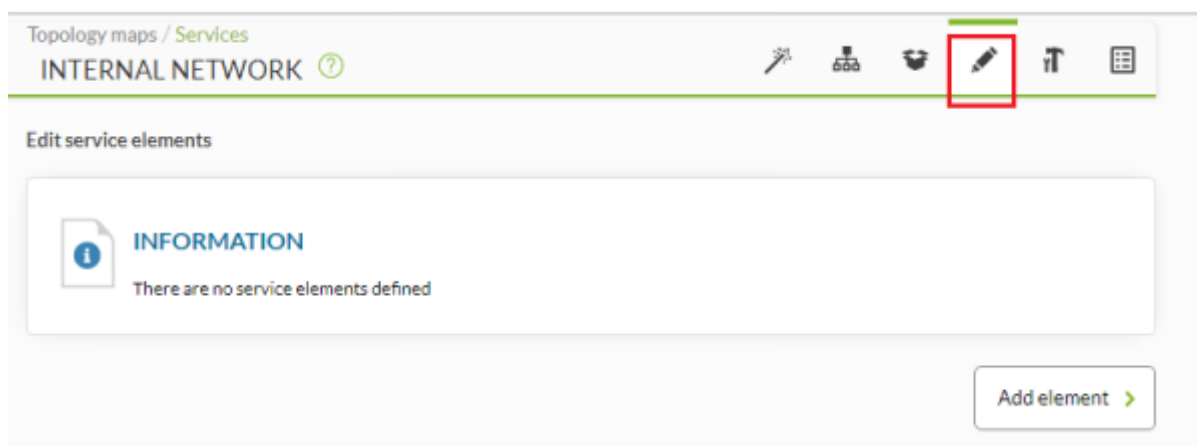 Topology maps / Services
INTERNAL NETWORK ?
Edit service elements
INFORMATION
There are no service elements defined
Add element >